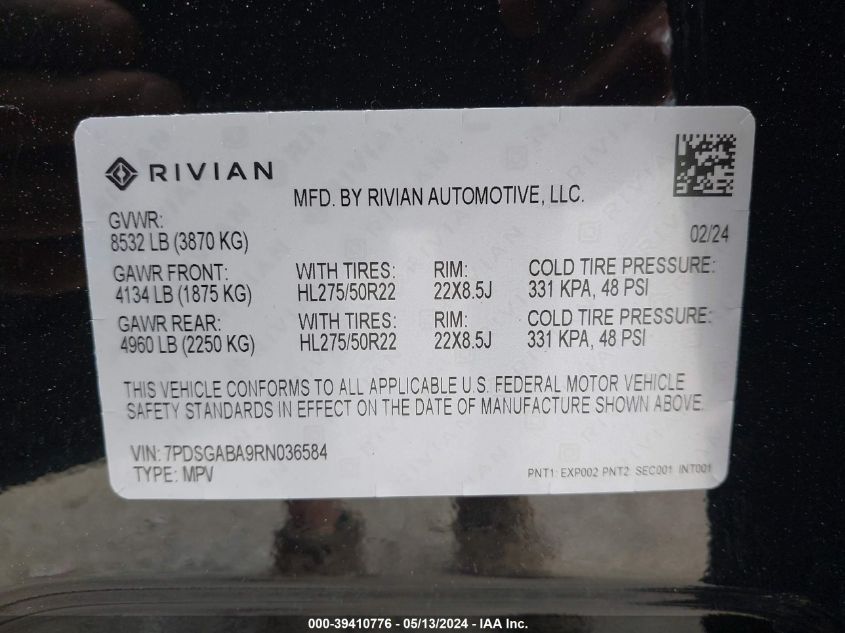 RIVIAN
MFD. BY RIVIAN AUTOMOTIVE, LLC.
GVWR:
8532 LB (3870 KG)
02/24
GAWR FRONT: WITH TIRES: RIM: COLD TIRE PRESSURE:
4134 LB (1875 KG) HL275/50R22 22X8.5J 331 KPA, 48 PSI
GAWR REAR: WITH TIRES: RIM: COLD TIRE PRESSURE:
4960 LB (2250 KG) HL275/50R22 22X8.5J 331 KPA, 48 PSI
THIS VEHICLE CONFORMS TO ALL APPLICABLE U.S. FEDERAL MOTOR VEHICLE
SAFETY STANDARDS IN EFFECT ON THE DATE OF MANUFACTURE SHOWN ABOVE.
VIN: 7PDSGABA9RN036584
TYPE: MPV
PNT1: EXP002 PNT2: SEC001 INT001
000-39410776 - 05/13/2024 - IAA Inc.